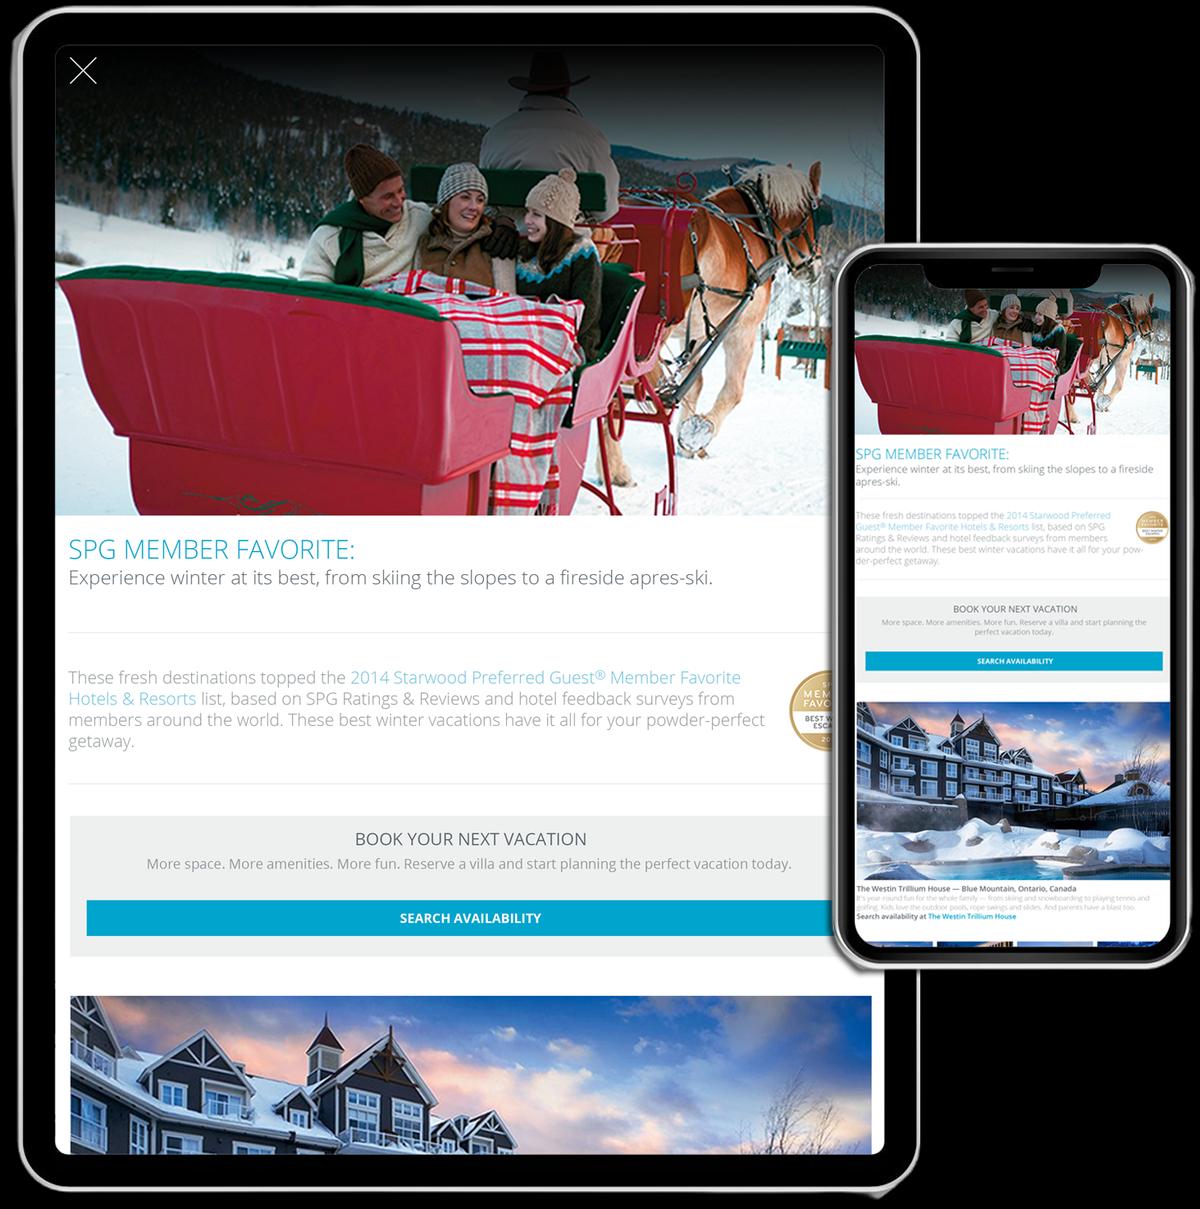 SPG MEMBER FAVORITE:
Experience winter at its best, from skiing the slopes to a fireside apres-ski.
These fresh destinations topped the 2014 Starwood Preferred Guest® Member Favorite
Hotels & Resorts list, based on SPG Ratings & Reviews and hotel feedback surveys from
members around the world. These best winter vacations have it all for your powder-perfect
getaway.
BOOK YOUR NEXT VACATION
More space. More amenities. More fun. Reserve a villa and start planning the perfect vacation today.
SEARCH AVAILABILITY
SPG MEMBER FAVORITE:
Experience winter at its best, from skiing the slopes to a fireside
apres-ski.
These fresh destinations topped the 2014 Starwood Preferred
Guest® Member Favorite Hotels & Resorts list, based on SPG
Ratings & Reviews and hotel feedback surveys from members
around the world. These best winter vacations have it all for your pow-
der-perfect getaway.
MEMBER
FAVORITE
BEST WINTER
ESCAPES
BOOK YOUR NEXT VACATION
More space. More amenities. More fun. Reserve a villa and start planning the
perfect vacation today.
SEARCH AVAILABILITY
The Westin Trillium House — Blue Mountain, Ontario, Canada
It's year-round fun for the whole family — from skiing and snowboarding to playing tennis and
golfing. Kids love the outdoor pools, rope swings and slides. And parents have a blast too.
Search availability at The Westin Trillium House